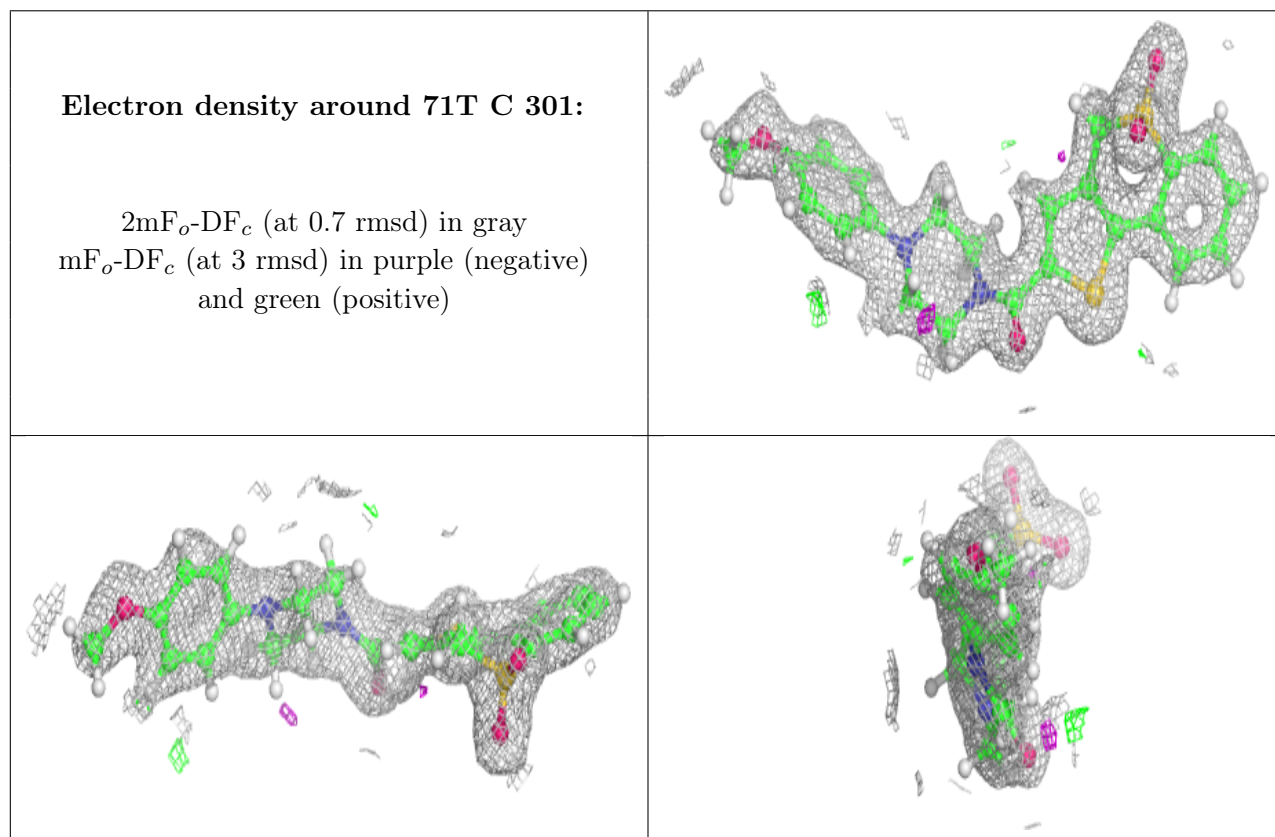 Electron density around 71T C 301:
2mFo-DFc (at 0.7 rmsd) in gray
mFo-DFc (at 3 rmsd) in purple (negative)
and green (positive)